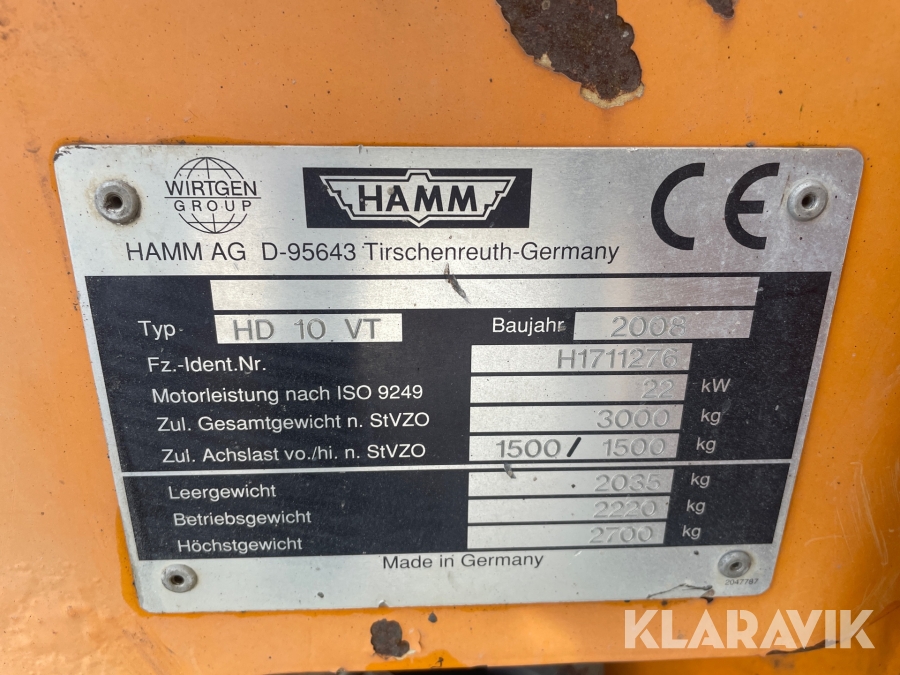 WIRTGEN
GROUP
HAMM
CE
HAMM AG D-95643 Tirschenreuth-Germany
Typ HD 10 VT Baujahr 2008
Fz.-Ident.Nr. H1711276
Motorleistung nach ISO 9249 22 kW
Zul. Gesamtgewicht n. StVZO 3000 kg
Zul. Achslast vo./hi. n. StVZO 1500/ 1500 kg
Leergewicht 2035 kg
Betriebsgewicht 2220 kg
Höchstgewicht 2700 kg
Made in Germany
2047787
KLARAVIK